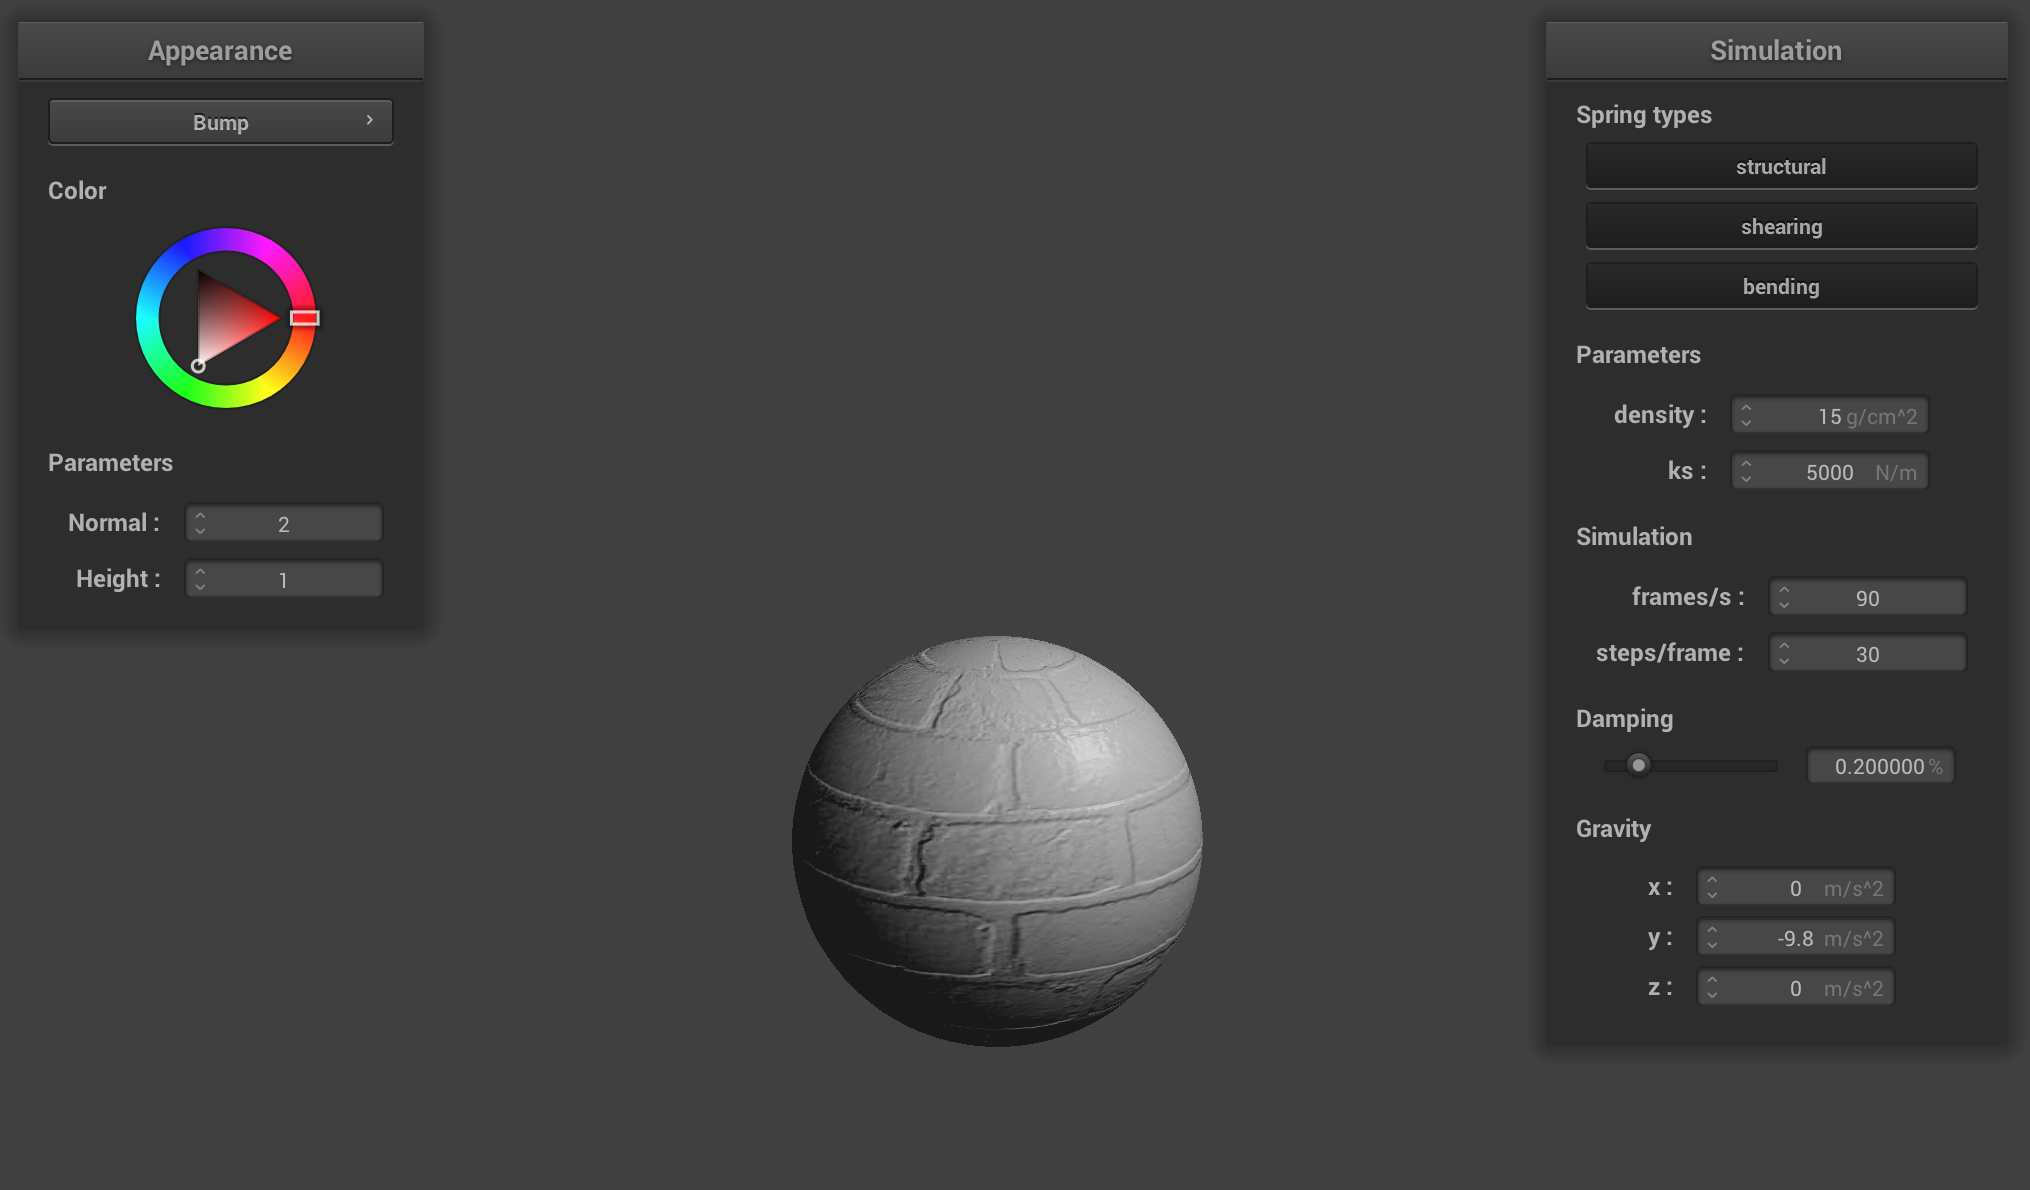 Appearance
Bump
Color
Parameters
Normal : 2
Height : 1
Simulation
Spring types
structural
shearing
bending
Parameters
density : 15 g/cm^2
ks : 5000 N/m
Simulation
frames/s : 90
steps/frame : 30
Damping
0.200000 %
Gravity
x : 0 m/s^2
y : -9.8 m/s^2
z : 0 m/s^2